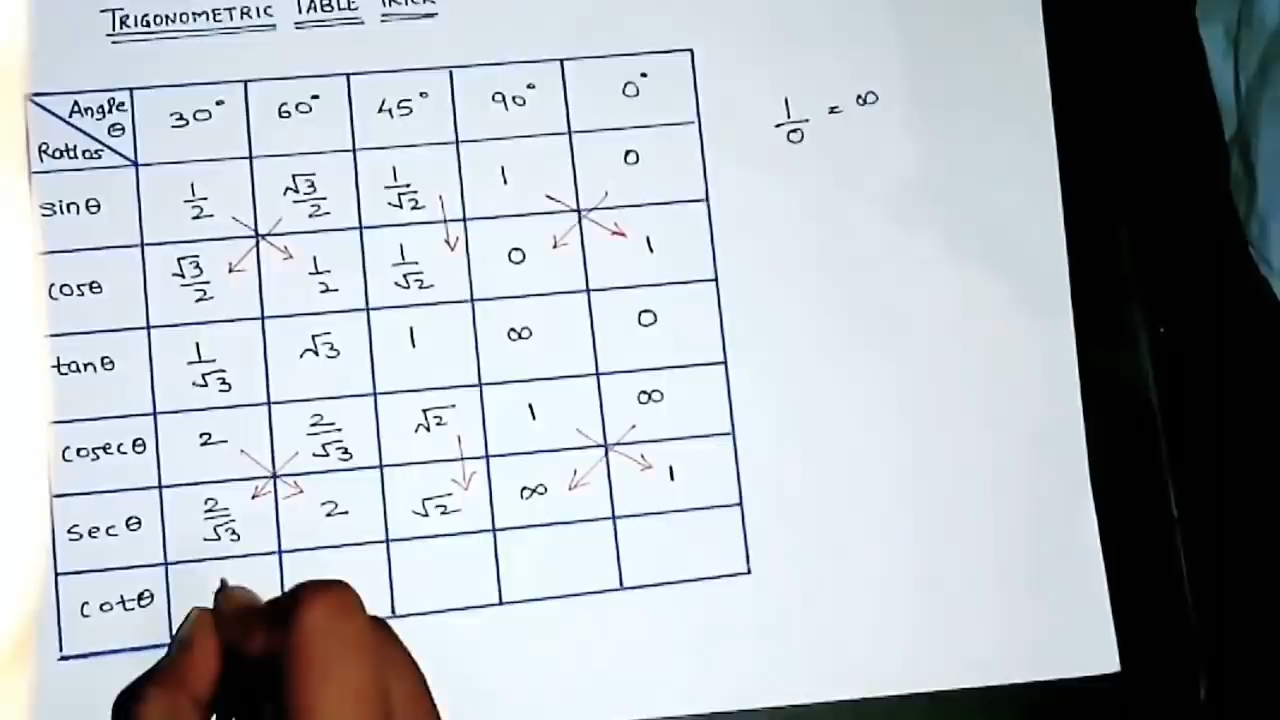 TRIGONOMETRIC TABLE TRICK
Angle θ Ratios 30° 60° 45° 90° 0°
sinθ 1/2 √3/2 1/√2 1 0
cosθ √3/2 1/2 1/√2 0 1
tanθ 1/√3 √3 1 ∞ 0
cosecθ 2 2/√3 √2 1 ∞
secθ 2/√3 2 √2 ∞ 1
cotθ
1/0 = ∞